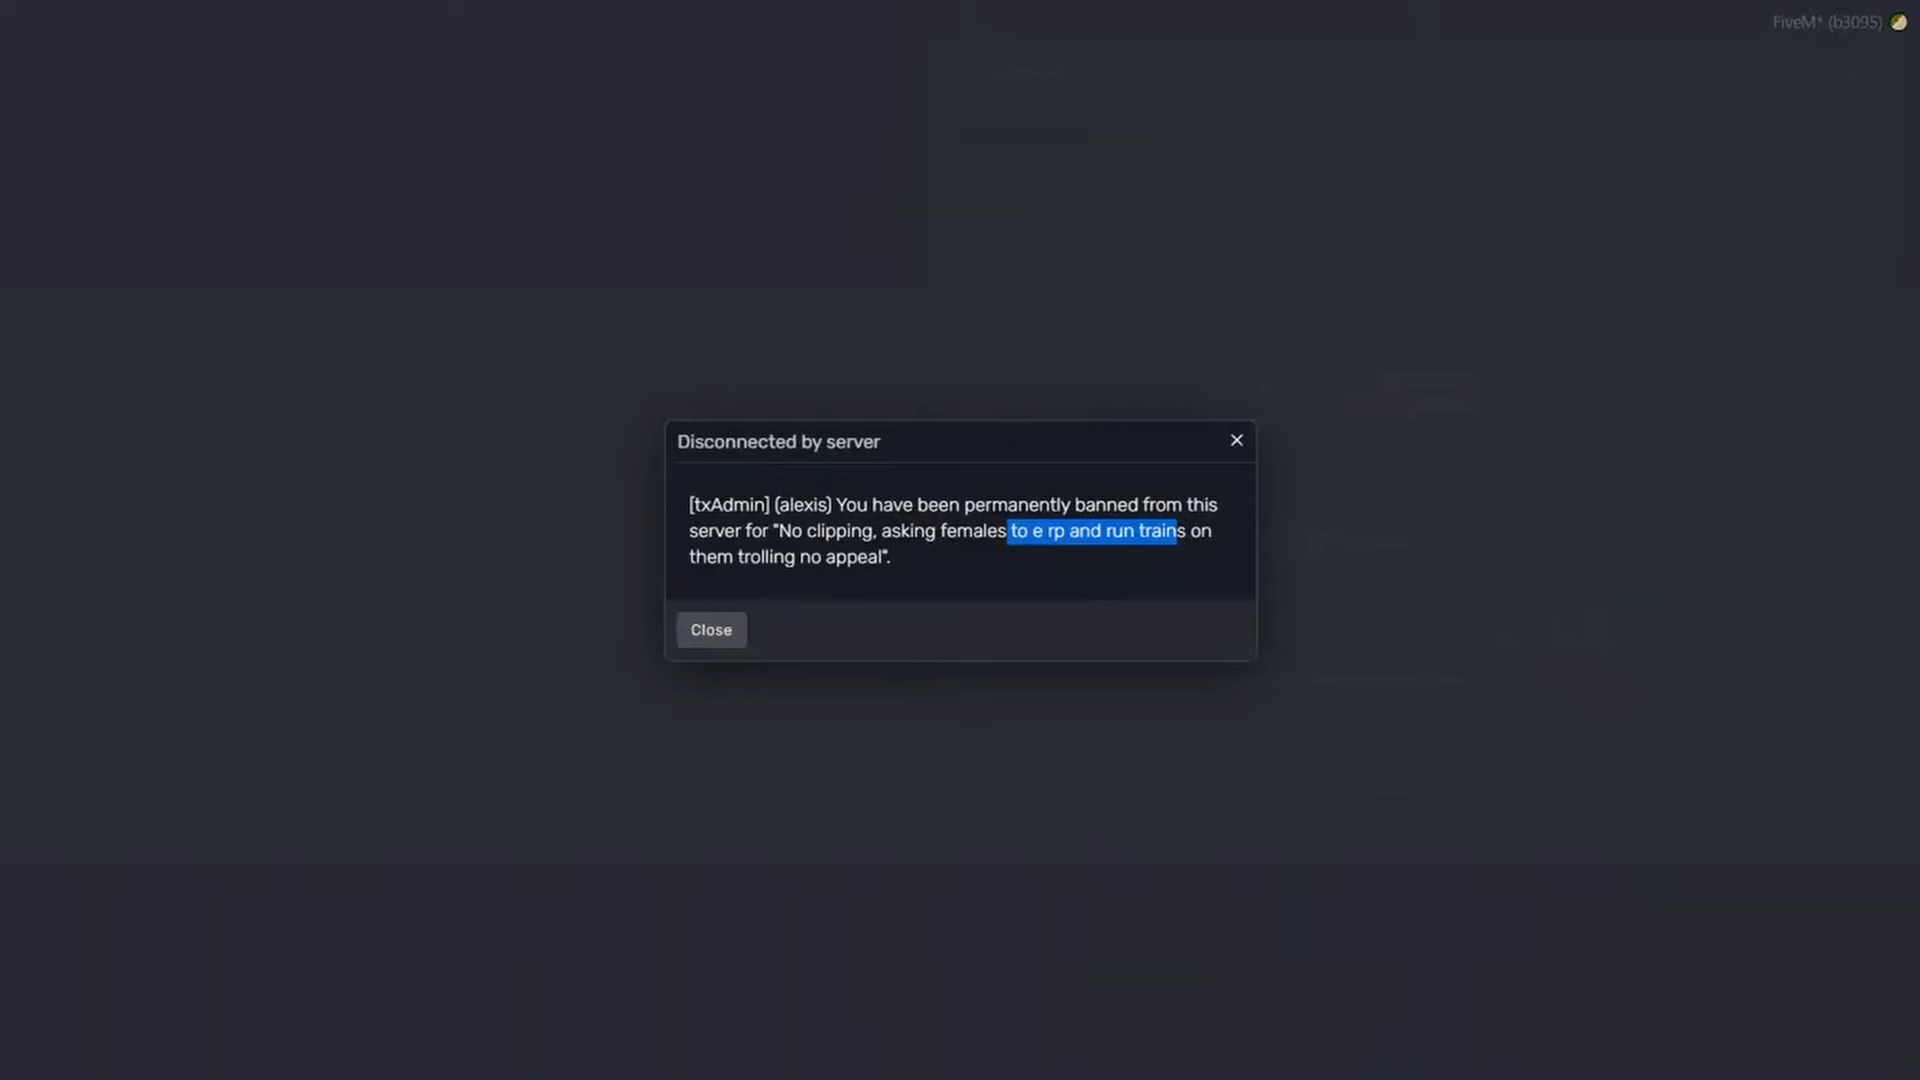 FiveM* (b3095)
Disconnected by server
[txAdmin] (alexis) You have been permanently banned from this
server for "No clipping, asking females to e rp and run trains on
them trolling no appeal".
Close